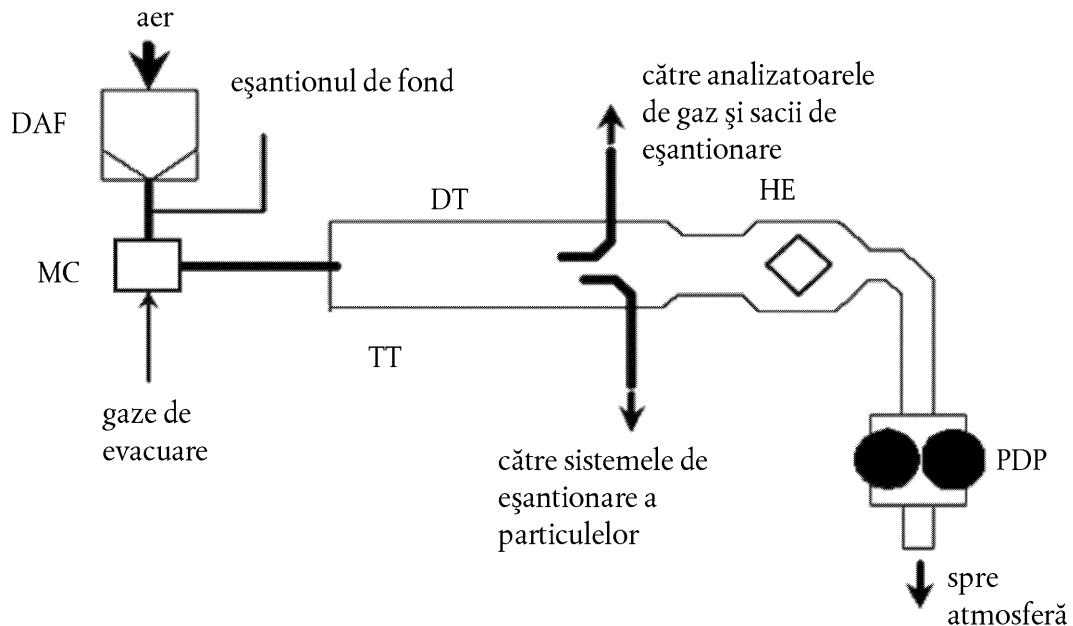 aer
eşantionul de fond
către analizatoarele
de gaz şi sacii de
eşantionare
DAF
DT
HE
MC
TT
gaze de
evacuare
către sistemele de
eşantionare a
particulelor
PDP
spre
atmosferă